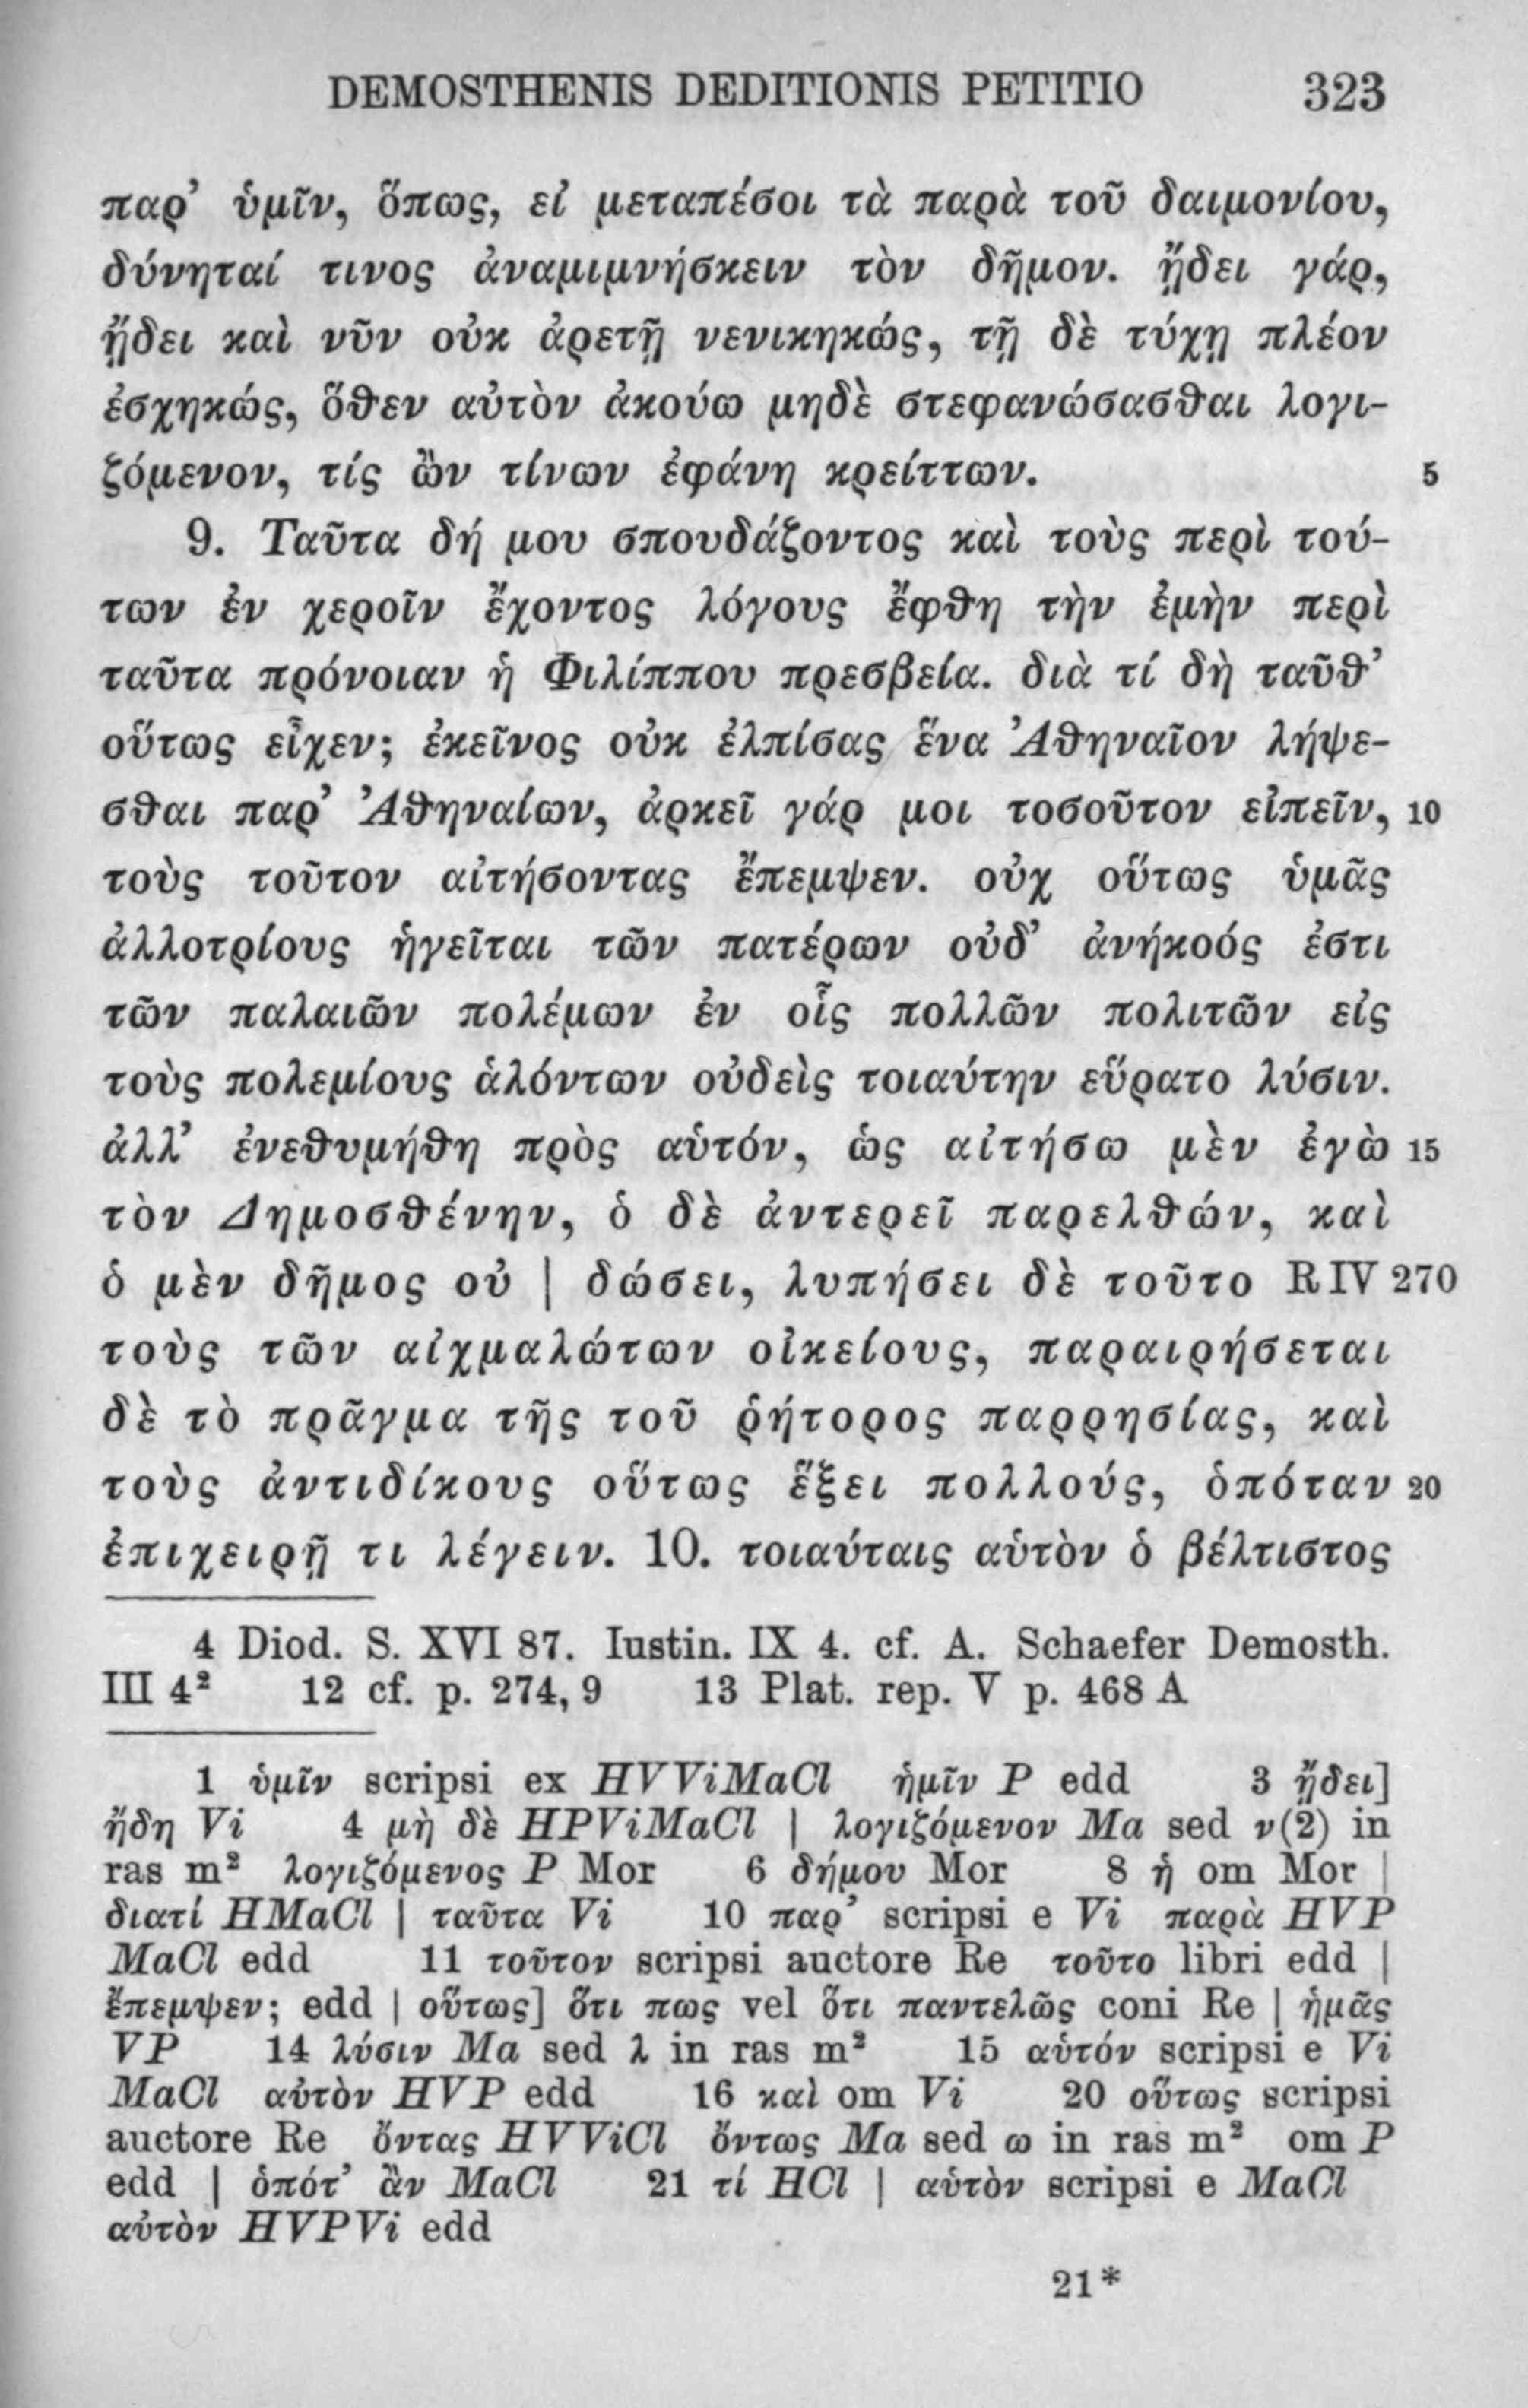 DEMOSTHENIS DEDITIONIS PETITIO 323
παρ’ ὑμῖν, ὅπως, εἰ μεταπέσοι τὰ παρὰ τοῦ δαιμονίου,
δύνηταί τινος ἀναμιμνήσκειν τὸν δῆμον. ᾔδει γάρ,
ᾔδει καὶ νῦν οὐκ ἀρετῇ νενικηκώς, τῇ δὲ τύχῃ πλέον
ἐσχηκώς, ὅθεν αὐτὸν ἀκούω μηδὲ στεφανώσασθαι λογι-
ζόμενον, τίς ὢν τίνων ἐφάνη κρείττων. 5
9. Ταῦτα δή μου σπουδάζοντος καὶ τοὺς περὶ τού-
των ἐν χεροῖν ἔχοντος λόγους ἔφθη τὴν ἐμὴν περὶ
ταῦτα πρόνοιαν ἡ Φιλίππου πρεσβεία. διὰ τί δὴ ταῦθ’
οὕτως εἶχεν; ἐκεῖνος οὐκ ἐλπίσας ἕνα Ἀθηναῖον λήψε-
σθαι παρ’ Ἀθηναίων, ἀρκεῖ γάρ μοι τοσοῦτον εἰπεῖν, 10
τοὺς τοῦτον αἰτήσοντας ἔπεμψεν. οὐχ οὕτως ὑμᾶς
ἀλλοτρίους ἡγεῖται τῶν πατέρων οὐδ’ ἀνήκοός ἐστι
τῶν παλαιῶν πολέμων ἐν οἷς πολλῶν πολιτῶν εἰς
τοὺς πολεμίους ἁλόντων οὐδεὶς τοιαύτην εὕρατο λύσιν.
ἀλλ’ ἐνεθυμήθη πρὸς αὑτόν, ὡς αἰτήσω μὲν ἐγὼ 15
τὸν Δημοσθένην, ὁ δὲ ἀντερεῖ παρελθών, καὶ
ὁ μὲν δῆμος οὐ | δώσει, λυπήσει δὲ τοῦτο R IV 270
τοὺς τῶν αἰχμαλώτων οἰκείους, παραιρήσεται
δὲ τὸ πρᾶγμα τῆς τοῦ ῥήτορος παρρησίας, καὶ
τοὺς ἀντιδίκους οὕτως ἕξει πολλούς, ὁπόταν 20
ἐπιχειρῇ τι λέγειν. 10. τοιαύταις αὑτὸν ὁ βέλτιστος
4 Diod. S. XVI 87. Iustin. IX 4. cf. A. Schaefer Demosth.
III 4² 12 cf. p. 274, 9 13 Plat. rep. V p. 468 A
1 ὑμῖν scripsi ex HVViMaCl ἡμῖν P edd 3 ᾔδει]
ἤδη Vi 4 μὴ δὲ HPViMaCl | λογιζόμενον Ma sed ν(2) in
ras m² λογιζόμενος P Mor 6 δήμου Mor 8 ἡ om Mor |
διατί HMaCl | ταῦτα Vi 10 παρ’ scripsi e Vi παρὰ HVP
MaCl edd 11 τοῦτον scripsi auctore Re τοῦτο libri edd |
ἔπεμψεν; edd | οὕτως] ὅτι πως vel ὅτι παντελῶς coni Re | ἡμᾶς
VP 14 λύσιν Ma sed λ in ras m² 15 αὑτόν scripsi e Vi
MaCl αὐτὸν HVP edd 16 καὶ om Vi 20 οὕτως scripsi
auctore Re ὄντας HVViCl ὄντως Ma sed ω in ras m² om P
edd | ὁπότ’ ἂν MaCl 21 τί HCl | αὑτὸν scripsi e MaCl
αὐτὸν HVPVi edd
21*